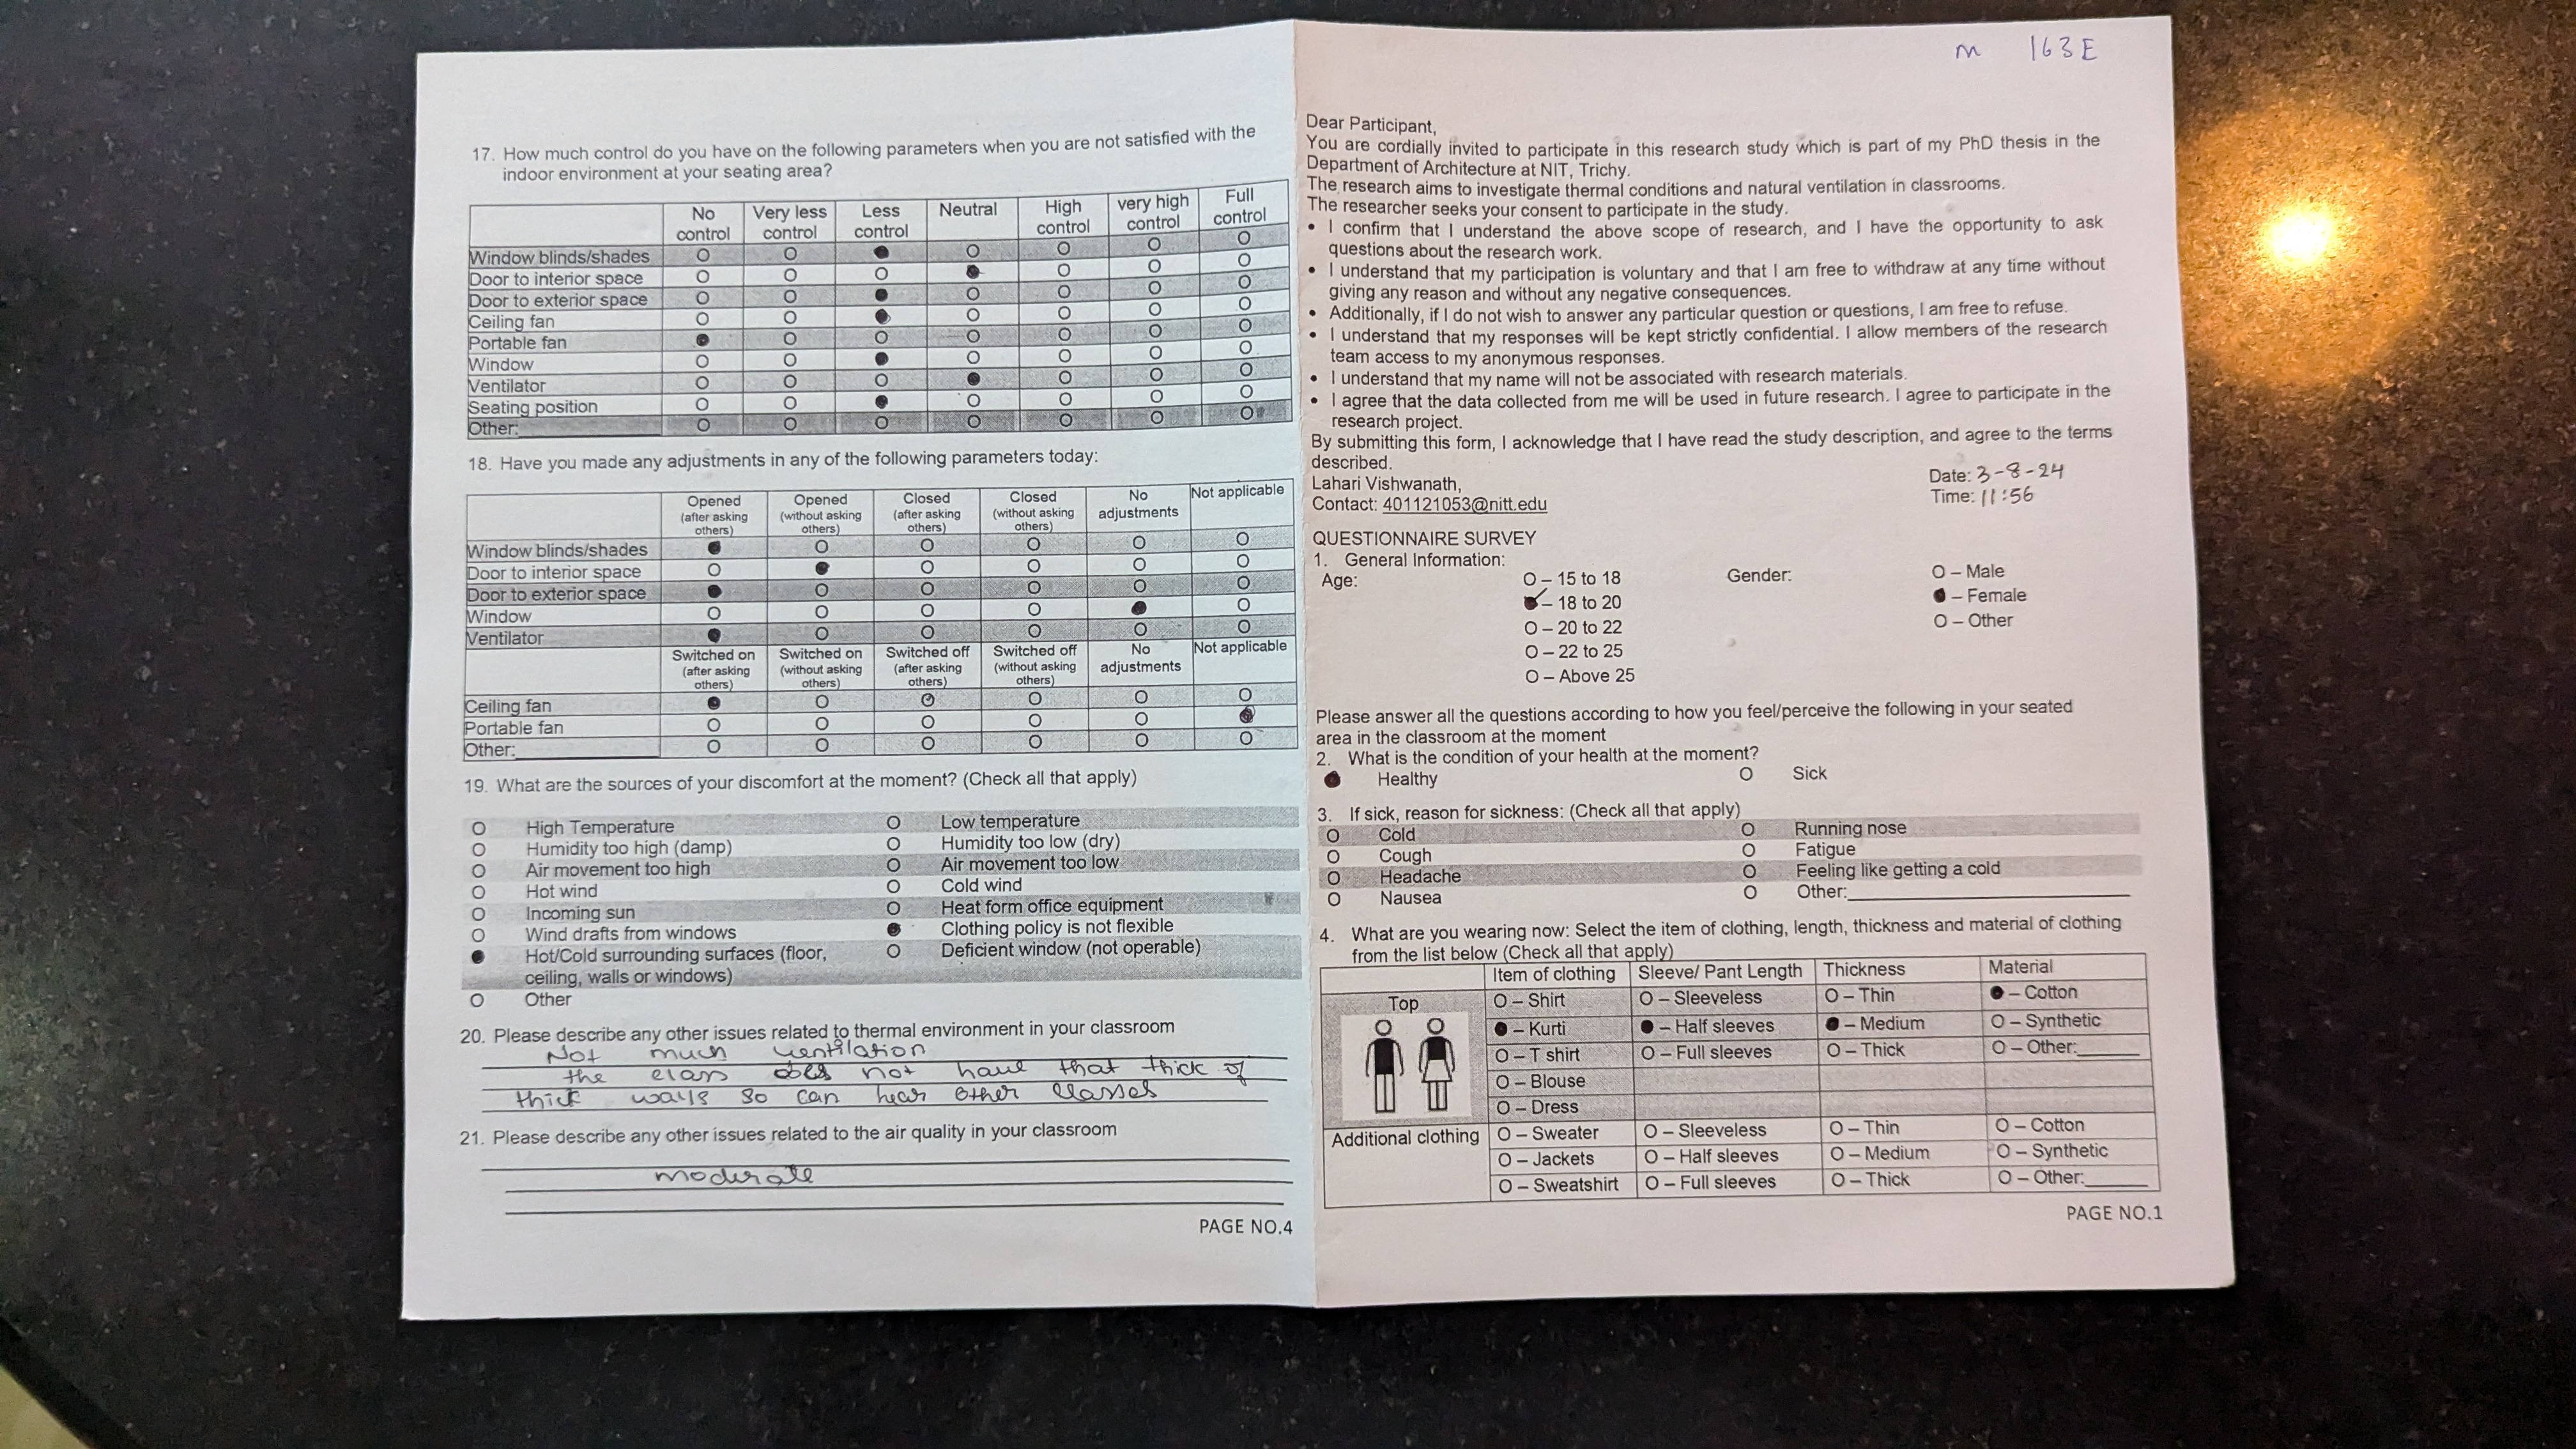 17. How much control do you have on the following parameters when you are not satisfied with the
indoor environment at your seating area?
No control Very less control Less control Neutral High control very high control Full control
Window blinds/shades O O ● O O O O
Door to interior space O O O ● O O O
Door to exterior space O O ● O O O O
Ceiling fan O O ● O O O O
Portable fan ● O O O O O O
Window O O ● O O O O
Ventilator O O O ● O O O
Seating position O O ● O O O O
Other: O O O O O O O
18. Have you made any adjustments in any of the following parameters today:
Opened (after asking others) Opened (without asking others) Closed (after asking others) Closed (without asking others) No adjustments Not applicable
Window blinds/shades ● O O O O O
Door to interior space O ● O O O O
Door to exterior space ● O O O O O
Window O O O O ● O
Ventilator ● O O O O O
Switched on (after asking others) Switched on (without asking others) Switched off (after asking others) Switched off (without asking others) No adjustments Not applicable
Ceiling fan ● O O O O O
Portable fan O O O O O ●
Other: O O O O O O
19. What are the sources of your discomfort at the moment? (Check all that apply)
O High Temperature O Low temperature
O Humidity too high (damp) O Humidity too low (dry)
O Air movement too high O Air movement too low
O Hot wind O Cold wind
O Incoming sun O Heat form office equipment
O Wind drafts from windows ● Clothing policy is not flexible
● Hot/Cold surrounding surfaces (floor, O Deficient window (not operable)
ceiling, walls or windows)
O Other
20. Please describe any other issues related to thermal environment in your classroom
Not much ventilation
the class does not have that thick of
thick walls so can hear other classes
21. Please describe any other issues related to the air quality in your classroom
moderate
PAGE NO.4
m 163E
Dear Participant,
You are cordially invited to participate in this research study which is part of my PhD thesis in the
Department of Architecture at NIT, Trichy.
The research aims to investigate thermal conditions and natural ventilation in classrooms.
The researcher seeks your consent to participate in the study.
• I confirm that I understand the above scope of research, and I have the opportunity to ask
questions about the research work.
• I understand that my participation is voluntary and that I am free to withdraw at any time without
giving any reason and without any negative consequences.
• Additionally, if I do not wish to answer any particular question or questions, I am free to refuse.
• I understand that my responses will be kept strictly confidential. I allow members of the research
team access to my anonymous responses.
• I understand that my name will not be associated with research materials.
• I agree that the data collected from me will be used in future research. I agree to participate in the
research project.
By submitting this form, I acknowledge that I have read the study description, and agree to the terms
described.
Lahari Vishwanath,
Contact: 401121053@nitt.edu
Date: 3-8-24
Time: 11:56
QUESTIONNAIRE SURVEY
1. General Information:
Age: O – 15 to 18 Gender: O – Male
● – 18 to 20 ● – Female
O – 20 to 22 O – Other
O – 22 to 25
O – Above 25
Please answer all the questions according to how you feel/perceive the following in your seated
area in the classroom at the moment
2. What is the condition of your health at the moment?
● Healthy O Sick
3. If sick, reason for sickness: (Check all that apply)
O Cold O Running nose
O Cough O Fatigue
O Headache O Feeling like getting a cold
O Nausea O Other:
4. What are you wearing now: Select the item of clothing, length, thickness and material of clothing
from the list below (Check all that apply)
Item of clothing Sleeve/ Pant Length Thickness Material
Top O – Shirt O – Sleeveless O – Thin ● – Cotton
● – Kurti ● – Half sleeves ● – Medium O – Synthetic
O – T shirt O – Full sleeves O – Thick O – Other:
O – Blouse
O – Dress
Additional clothing O – Sweater O – Sleeveless O – Thin O – Cotton
O – Jackets O – Half sleeves O – Medium O – Synthetic
O – Sweatshirt O – Full sleeves O – Thick O – Other:
PAGE NO.1